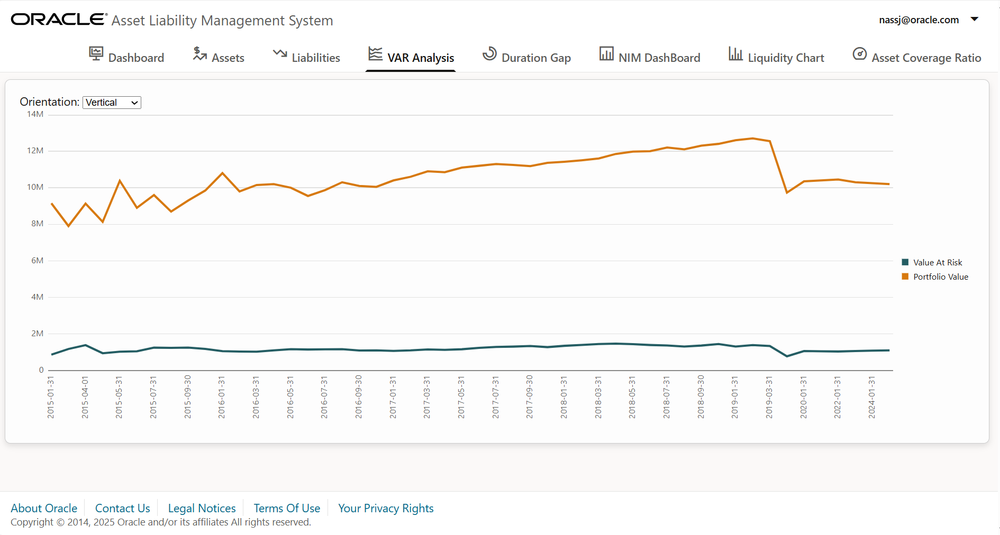 ORACLE® Asset Liability Management System
nassj@oracle.com
Dashboard
Assets
Liabilities
VAR Analysis
Duration Gap
NIM DashBoard
Liquidity Chart
Asset Coverage Ratio
Orientation: Vertical
14M
12M
10M
8M
6M
4M
2M
0
2015-01-31
2015-04-01
2015-05-31
2015-07-31
2015-09-30
2016-01-31
2016-03-31
2016-05-31
2016-07-31
2016-09-30
2017-01-31
2017-03-31
2017-05-31
2017-07-31
2017-09-30
2018-01-31
2018-03-31
2018-05-31
2018-07-31
2018-09-30
2019-01-31
2019-03-31
2020-01-31
2022-01-31
2024-01-31
Value At Risk
Portfolio Value
About Oracle
Contact Us
Legal Notices
Terms Of Use
Your Privacy Rights
Copyright © 2014, 2025 Oracle and/or its affiliates All rights reserved.